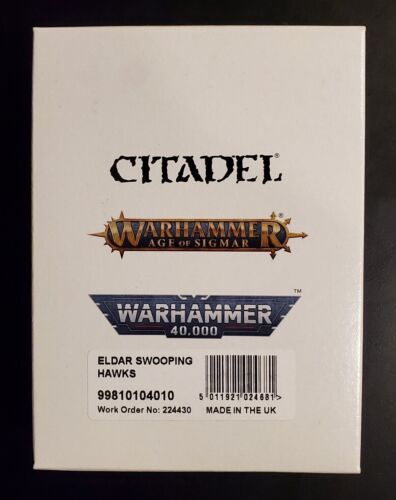 CITADEL®
WARHAMMER®
AGE OF SIGMAR
WARHAMMER™
40,000
ELDAR SWOOPING
HAWKS
99810104010
Work Order No: 224430
5 011921 024681 >
MADE IN THE UK